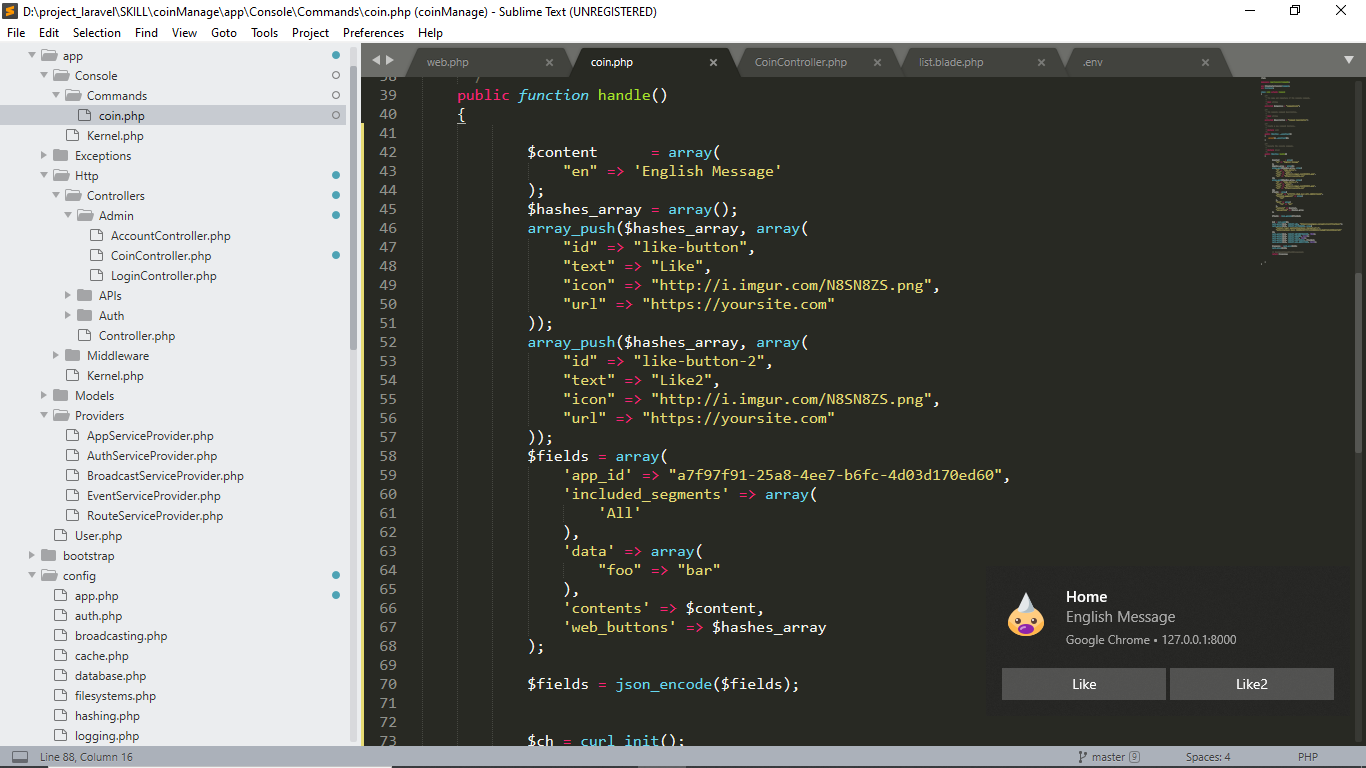 D:\project_laravel\SKILL\coinManage\app\Console\Commands\coin.php (coinManage) - Sublime Text (UNREGISTERED)
File Edit Selection Find View Goto Tools Project Preferences Help
app
Console
Commands
coin.php
Kernel.php
Exceptions
Http
Controllers
Admin
AccountController.php
CoinController.php
LoginController.php
APIs
Auth
Controller.php
Middleware
Kernel.php
Models
Providers
AppServiceProvider.php
AuthServiceProvider.php
BroadcastServiceProvider.php
EventServiceProvider.php
RouteServiceProvider.php
User.php
bootstrap
config
app.php
auth.php
broadcasting.php
cache.php
database.php
filesystems.php
hashing.php
logging.php
web.php coin.php CoinController.php list.blade.php .env
39 public function handle()
40 {
41
42 $content = array(
43 "en" => 'English Message'
44 );
45 $hashes_array = array();
46 array_push($hashes_array, array(
47 "id" => "like-button",
48 "text" => "Like",
49 "icon" => "http://i.imgur.com/N8SN8ZS.png",
50 "url" => "https://yoursite.com"
51 ));
52 array_push($hashes_array, array(
53 "id" => "like-button-2",
54 "text" => "Like2",
55 "icon" => "http://i.imgur.com/N8SN8ZS.png",
56 "url" => "https://yoursite.com"
57 ));
58 $fields = array(
59 'app_id' => "a7f97f91-25a8-4ee7-b6fc-4d03d170ed60",
60 'included_segments' => array(
61 'All'
62 ),
63 'data' => array(
64 "foo" => "bar"
65 ),
66 'contents' => $content,
67 'web_buttons' => $hashes_array
68 );
69
70 $fields = json_encode($fields);
71
72
73 $ch = curl_init();
Home
English Message
Google Chrome • 127.0.0.1:8000
Like Like2
Line 88, Column 16 master 9 Spaces: 4 PHP